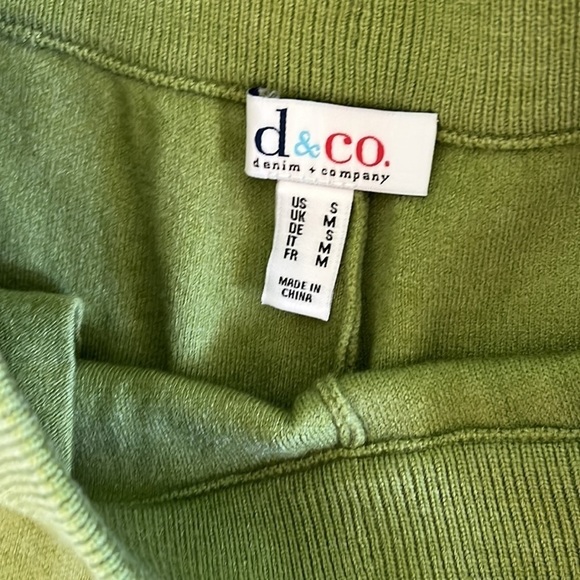 d&co.
denim + company
US S
UK M
DE S
IT M
FR M
MADE IN
CHINA